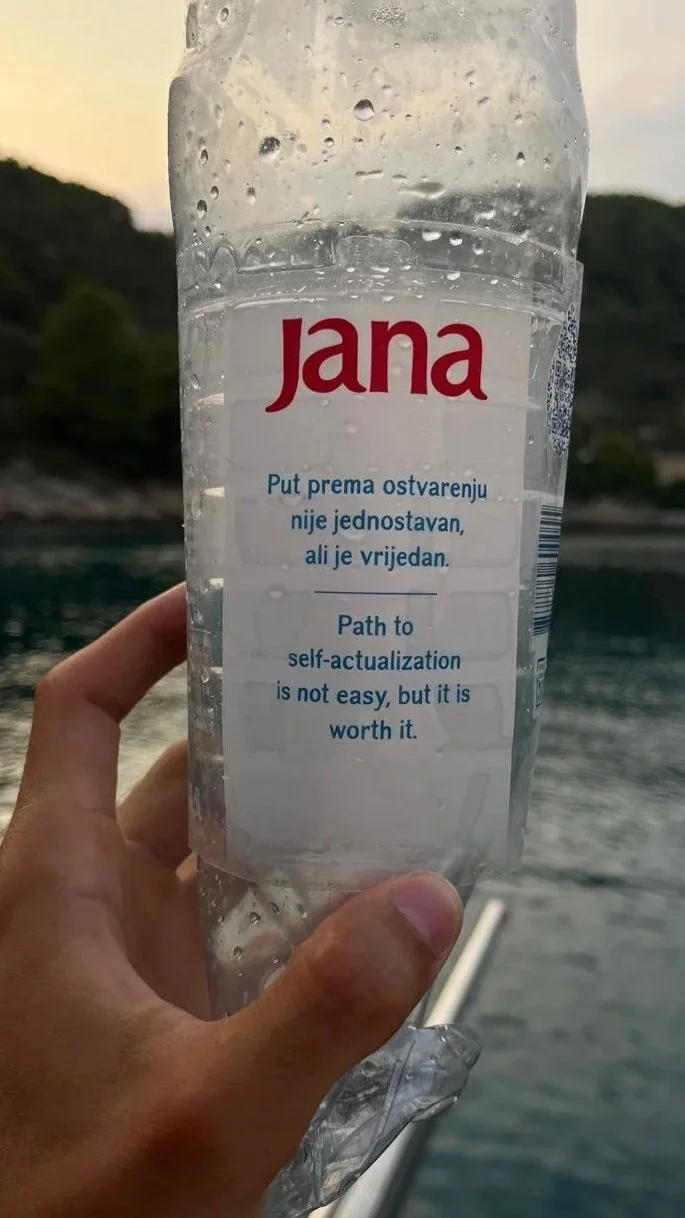 Jana
Put prema ostvarenju
nije jednostavan,
ali je vrijedan.
Path to
self-actualization
is not easy, but it is
worth it.